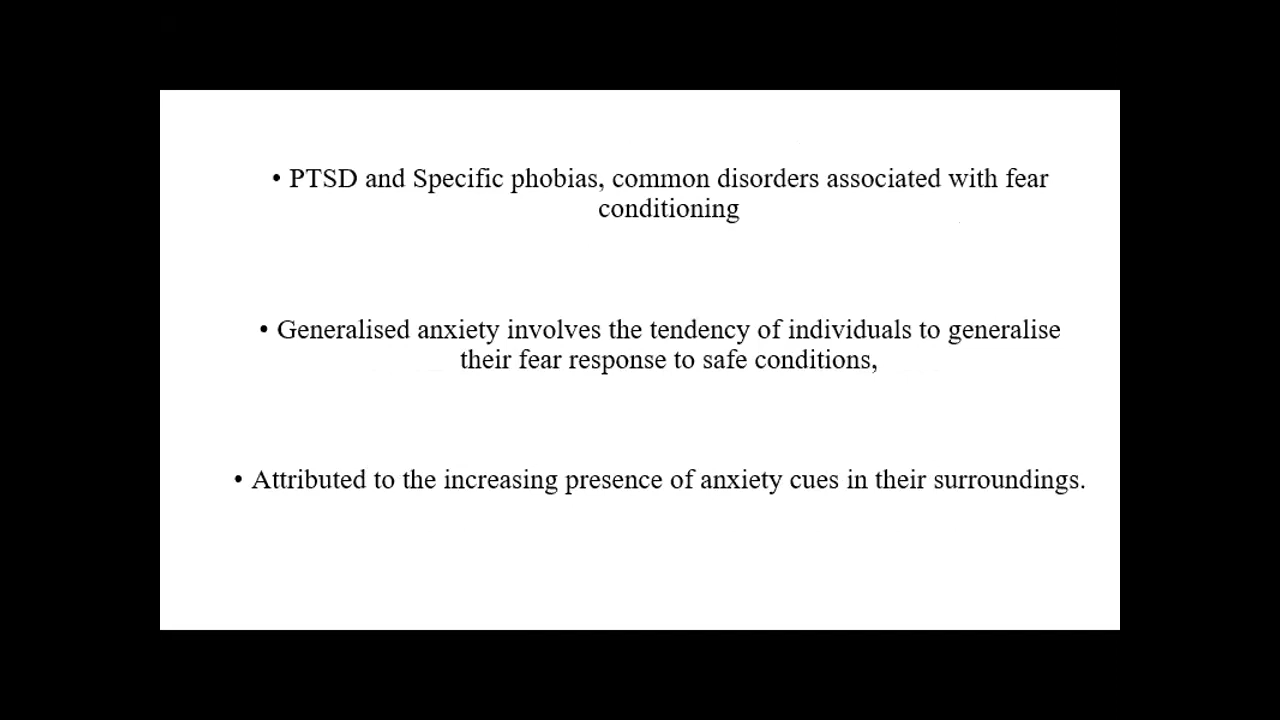 • PTSD and Specific phobias, common disorders associated with fear
conditioning
• Generalised anxiety involves the tendency of individuals to generalise
their fear response to safe conditions,
• Attributed to the increasing presence of anxiety cues in their surroundings.